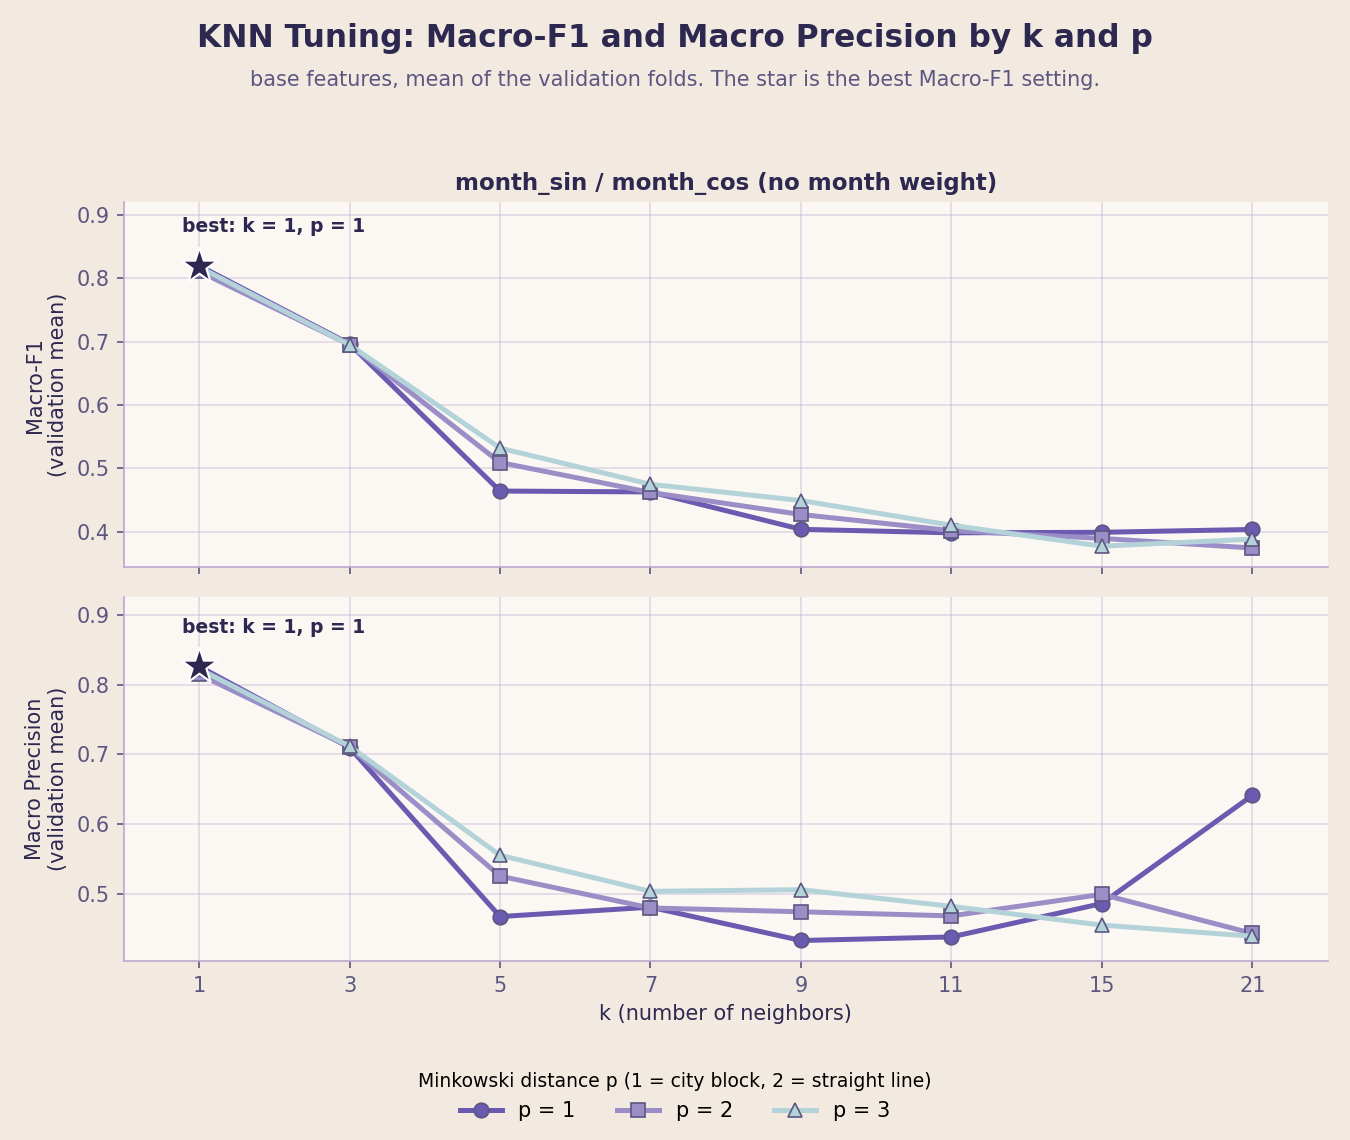 KNN Tuning: Macro-F1 and Macro Precision by k and p
base features, mean of the validation folds. The star is the best Macro-F1 setting.
month_sin / month_cos (no month weight)
Macro-F1
(validation mean)
0.9
0.8
0.7
0.6
0.5
0.4
best: k = 1, p = 1
Macro Precision
(validation mean)
0.9
0.8
0.7
0.6
0.5
best: k = 1, p = 1
1 3 5 7 9 11 15 21
k (number of neighbors)
Minkowski distance p (1 = city block, 2 = straight line)
p = 1 p = 2 p = 3